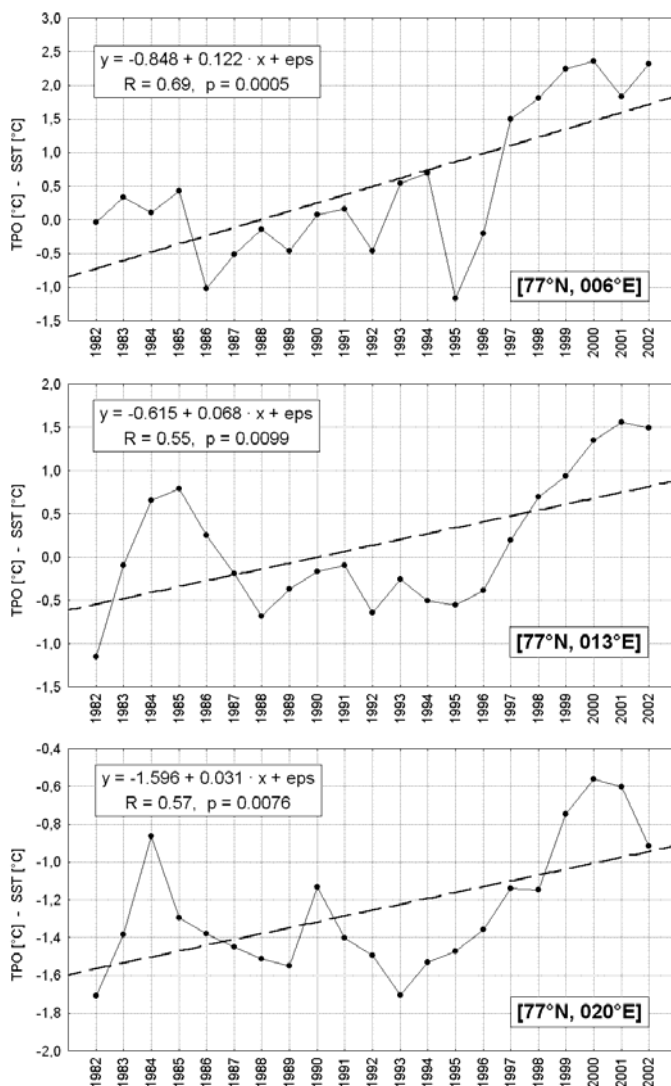 3,0
2,5
2,0
1,5
1,0
0,5
0,0
-0,5
-1,0
-1,5
TPO [°C] - SST [°C]
y = -0.848 + 0.122 · x + eps
R = 0.69, p = 0.0005
[77°N, 006°E]
1982 1983 1984 1985 1986 1987 1988 1989 1990 1991 1992 1993 1994 1995 1996 1997 1998 1999 2000 2001 2002
2,0
1,5
1,0
0,5
0,0
-0,5
-1,0
-1,5
TPO [°C] - SST [°C]
y = -0.615 + 0.068 · x + eps
R = 0.55, p = 0.0099
[77°N, 013°E]
1982 1983 1984 1985 1986 1987 1988 1989 1990 1991 1992 1993 1994 1995 1996 1997 1998 1999 2000 2001 2002
-0,4
-0,6
-0,8
-1.0
-1.2
-1.4
-1.6
-1.8
-2.0
TPO [°C] - SST [°C]
y = -1.596 + 0.031 · x + eps
R = 0.57, p = 0.0076
[77°N, 020°E]
1982 1983 1984 1985 1986 1987 1988 1989 1990 1991 1992 1993 1994 1995 1996 1997 1998 1999 2000 2001 2002